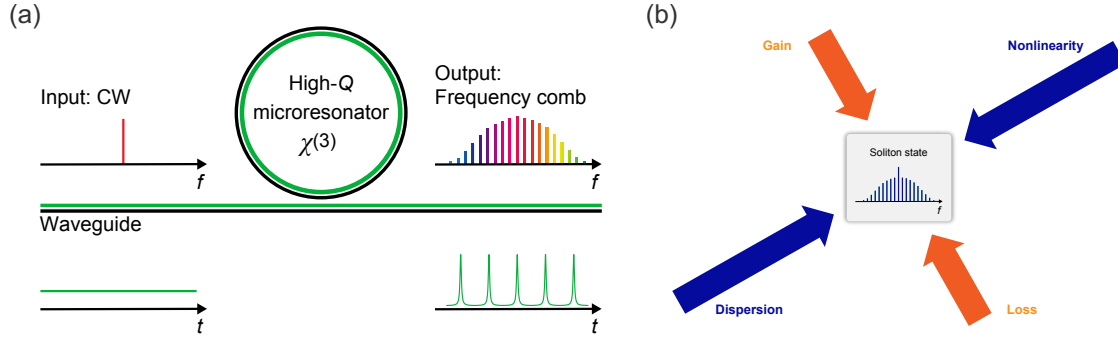 (a)
Input: CW
f
High-Q
microresonator
χ(3)
Output:
Frequency comb
f
Waveguide
t
t
(b)
Gain
Nonlinearity
Soliton state
f
Dispersion
Loss